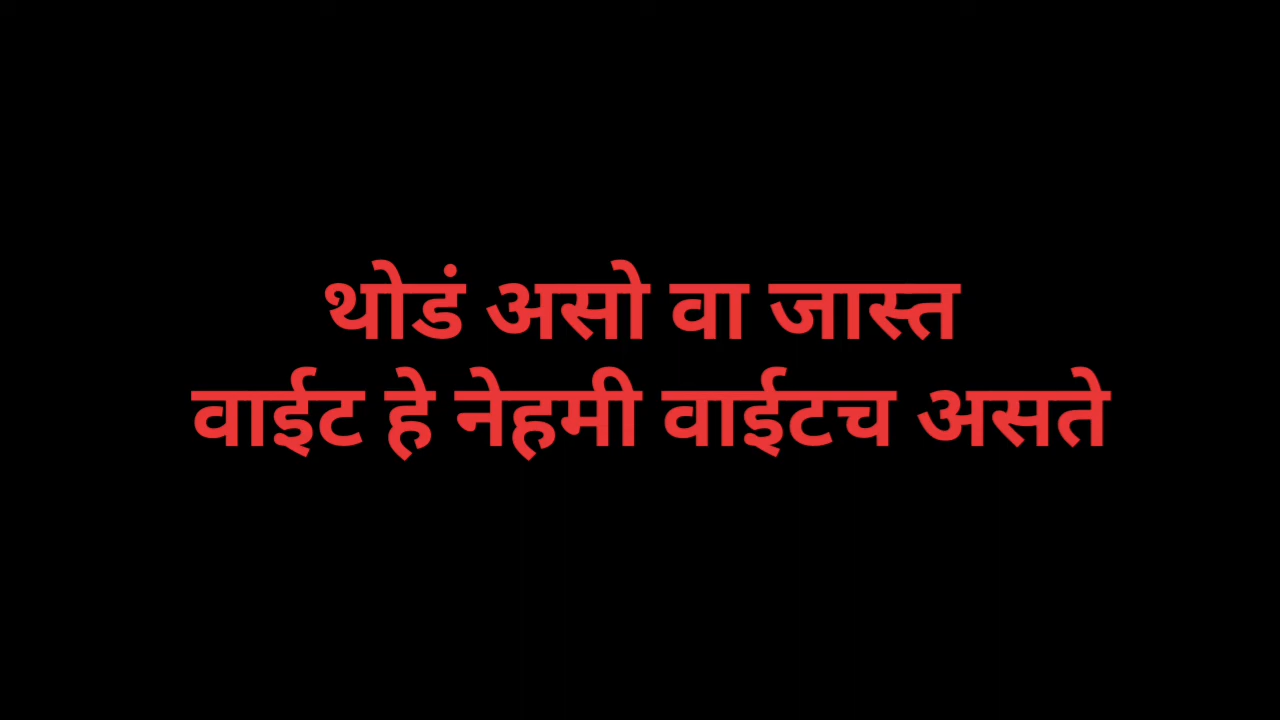 थोडं असो वा जास्त
वाईट हे नेहमी वाईटच असते